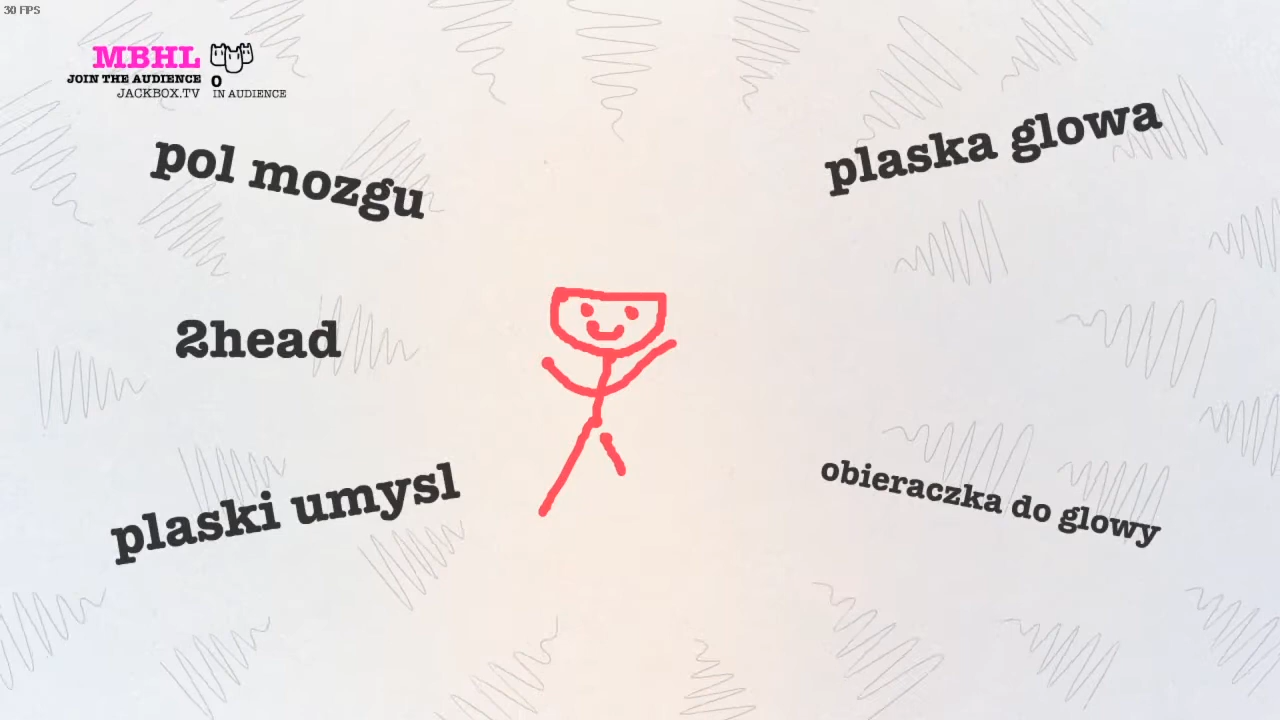 30 FPS
MBHL
JOIN THE AUDIENCE
JACKBOX.TV
0
IN AUDIENCE
pol mozgu
plaska glowa
2head
plaski umysl
obieraczka do glowy